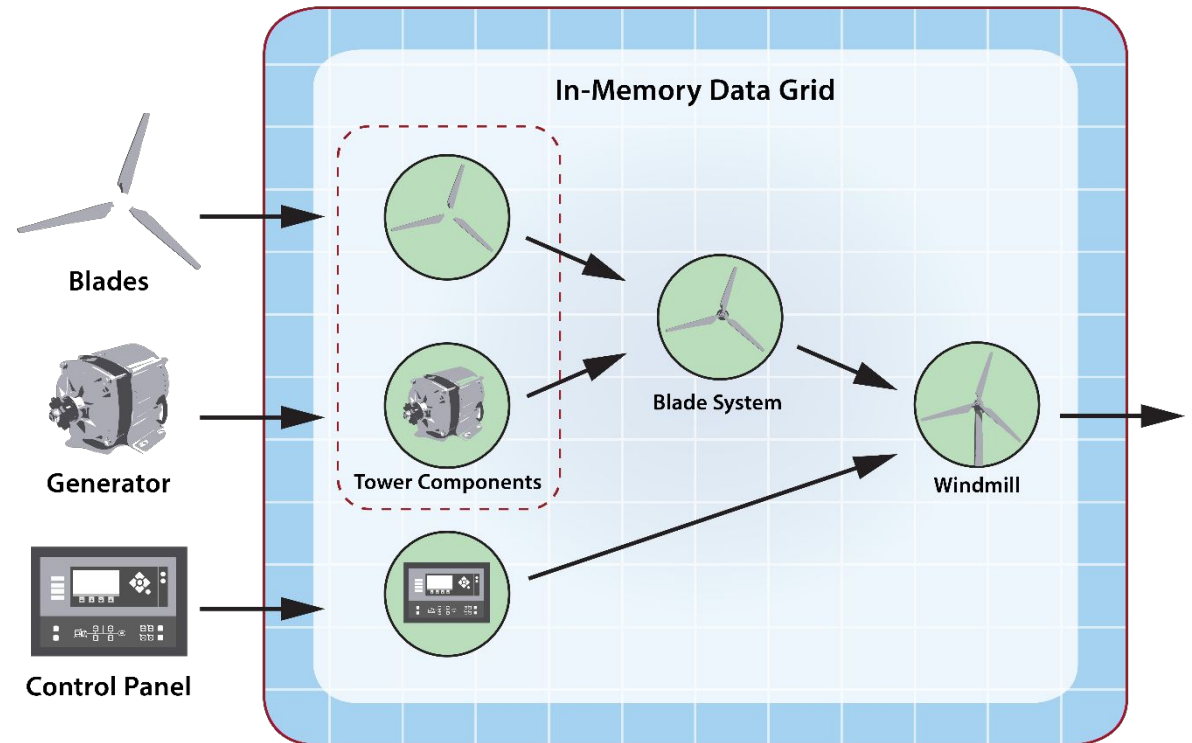 In-Memory Data Grid
Blades
Blade System
Generator
Tower Components
Windmill
Control Panel